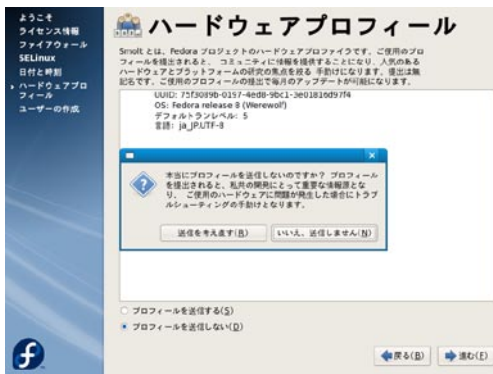 ようこそ
ライセンス情報
ファイアウォール
SELinux
日付と時刻
ハードウェアプロ
フィール
ユーザーの作成
ハードウェアプロフィール
Smolt とは、Fedora プロジェクトのハードウェアプロファイラです。ご使用のプロ
フィールを提出されると、 コミュニティに情報を提供することになり、人気のある
ハードウェアとプラットフォームの研究の焦点を絞る 手助けになります。提出は無
記名です。ご使用のプロフィールの提出で毎月のアップデートが可能になります。
UUID: 75f3089b-0197-4ed8-9bc1-3e01816d97f4
OS: Fedora release 8 (Werewolf)
デフォルトランレベル: 5
言語: ja_JP.UTF-8
本当にプロフィールを送信しないのですか? プロフィール
を提出されると、私共の開発にとって重要な情報源とな
り、 ご使用のハードウェアに問題が発生した場合にトラブ
ルシューティングの手助けとなります。
送信を考え直す(R)
いいえ、送信しません(N)
プロフィールを送信する(S)
プロフィールを送信しない(D)
戻る(B)
進む(F)